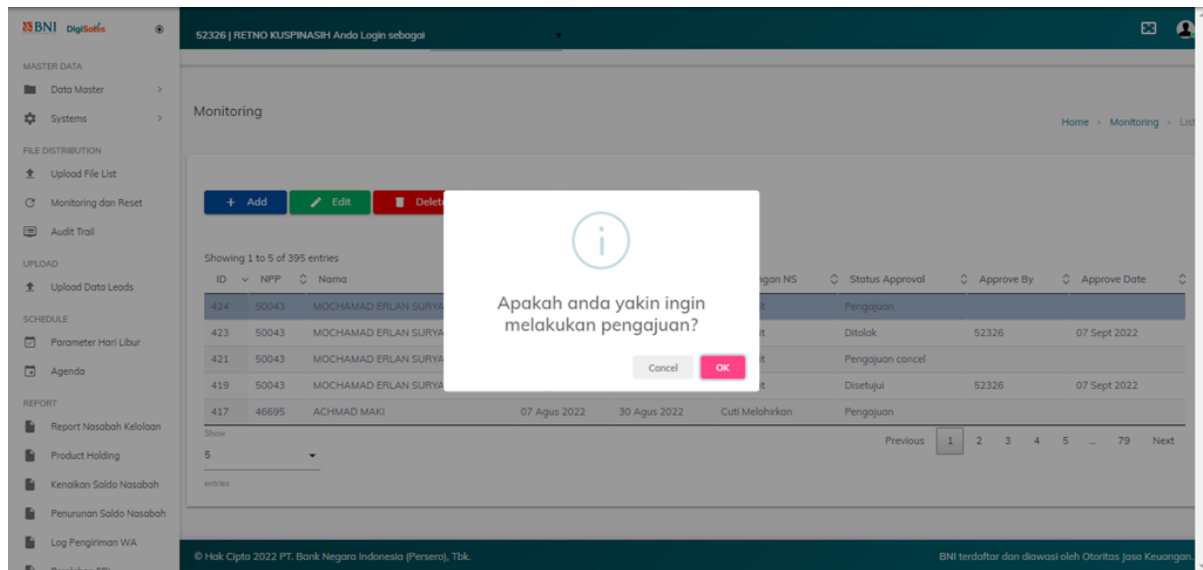 BNI DigiSales
52326 | RETNO KUSPINASIH Anda Login sebagai
MASTER DATA
Data Master
Systems
FILE DISTRIBUTION
Upload File List
Monitoring dan Reset
Audit Trail
UPLOAD
Upload Data Leads
SCHEDULE
Parameter Hari Libur
Agenda
REPORT
Report Nasabah Kelolaan
Product Holding
Kenaikan Saldo Nasabah
Penurunan Saldo Nasabah
Log Pengiriman WA
Monitoring
Home > Monitoring > List
+ Add Edit Delet
Showing 1 to 5 of 395 entries
ID NPP Nama ngan NS Status Approval Approve By Approve Date
424 50043 MOCHAMAD ERLAN SURYA Pengajuan
423 50043 MOCHAMAD ERLAN SURYA Ditolak 52326 07 Sept 2022
421 50043 MOCHAMAD ERLAN SURYA Pengajuan cancel
419 50043 MOCHAMAD ERLAN SURYA Disetujui 52326 07 Sept 2022
417 46695 ACHMAD MAKI 07 Agus 2022 30 Agus 2022 Cuti Melahirkan Pengajuan
Show
5
entries
Previous 1 2 3 4 5 ... 79 Next
Apakah anda yakin ingin
melakukan pengajuan?
Cancel OK
© Hak Cipta 2022 PT. Bank Negara Indonesia (Persero), Tbk.
BNI terdaftar dan diawasi oleh Otoritas Jasa Keuangan.